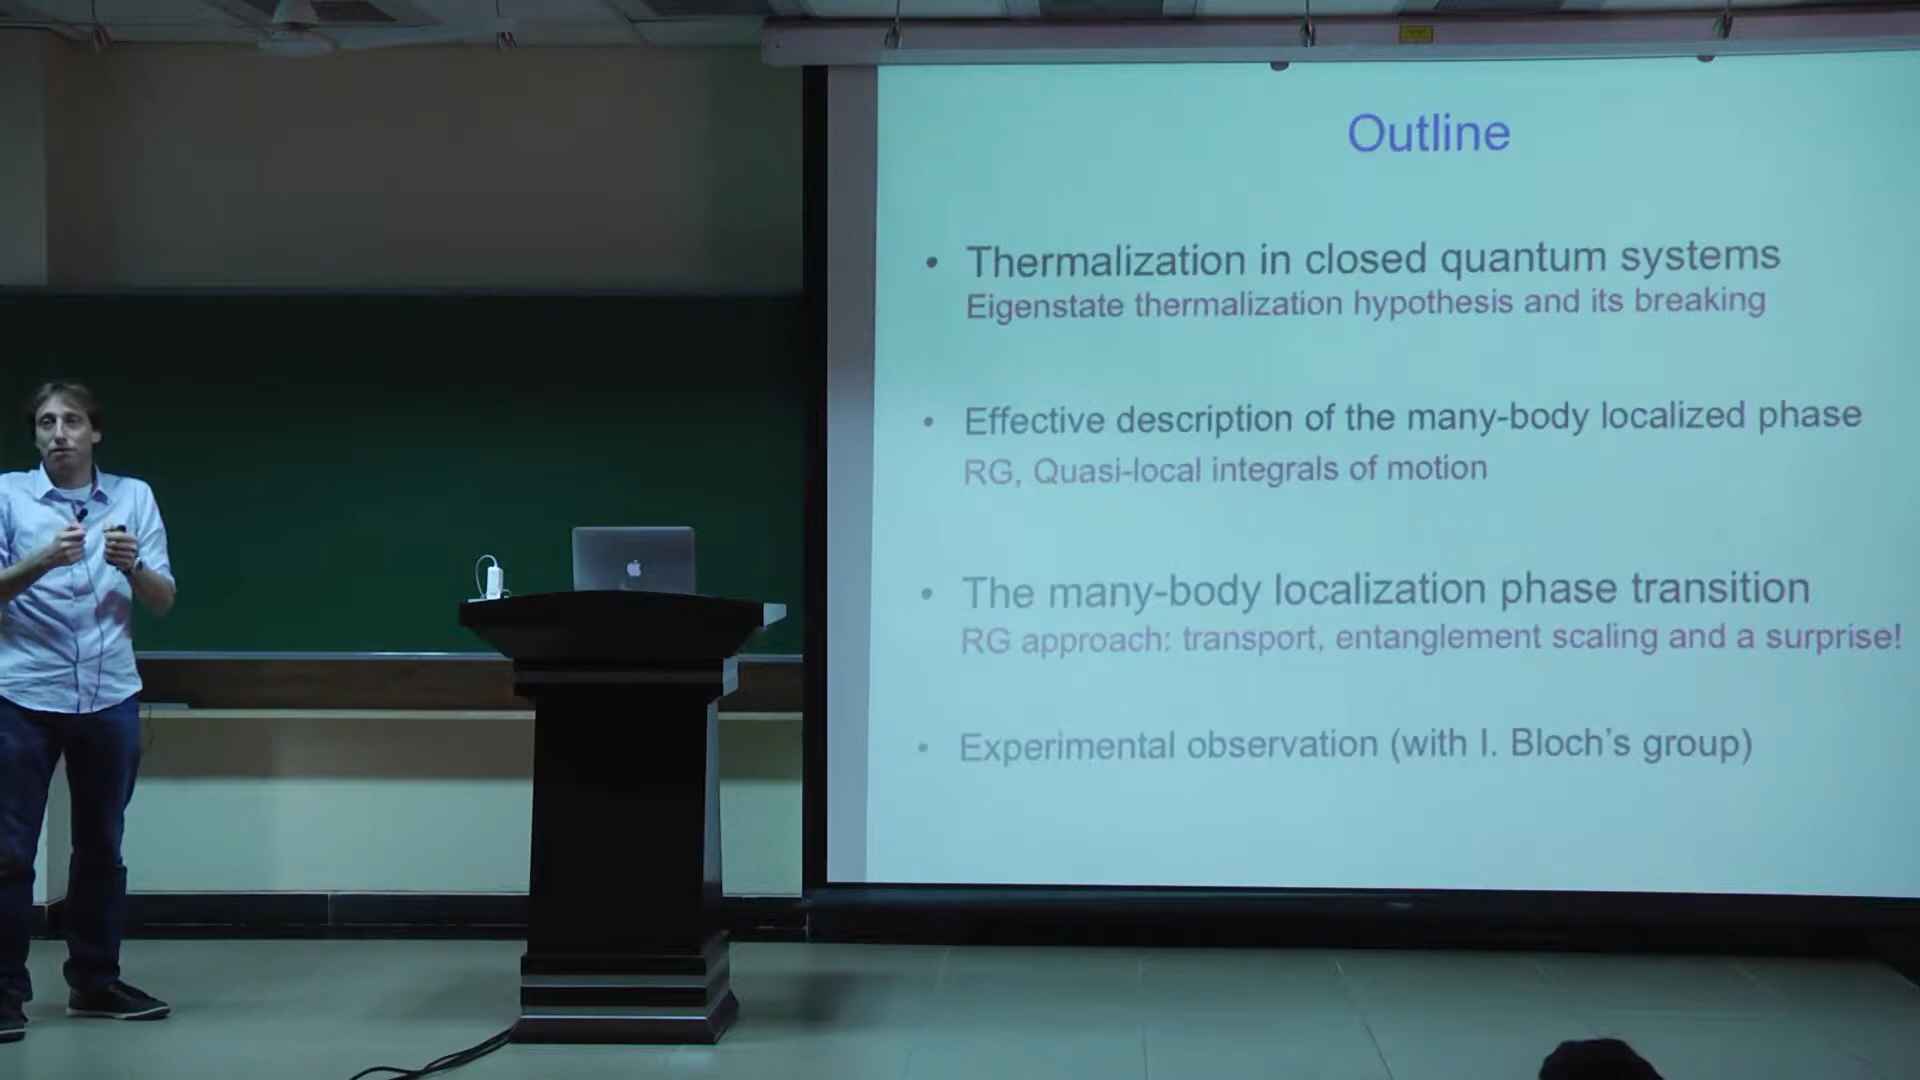 Outline
• Thermalization in closed quantum systems
Eigenstate thermalization hypothesis and its breaking
• Effective description of the many-body localized phase
RG, Quasi-local integrals of motion
• The many-body localization phase transition
RG approach: transport, entanglement scaling and a surprise!
• Experimental observation (with I. Bloch's group)